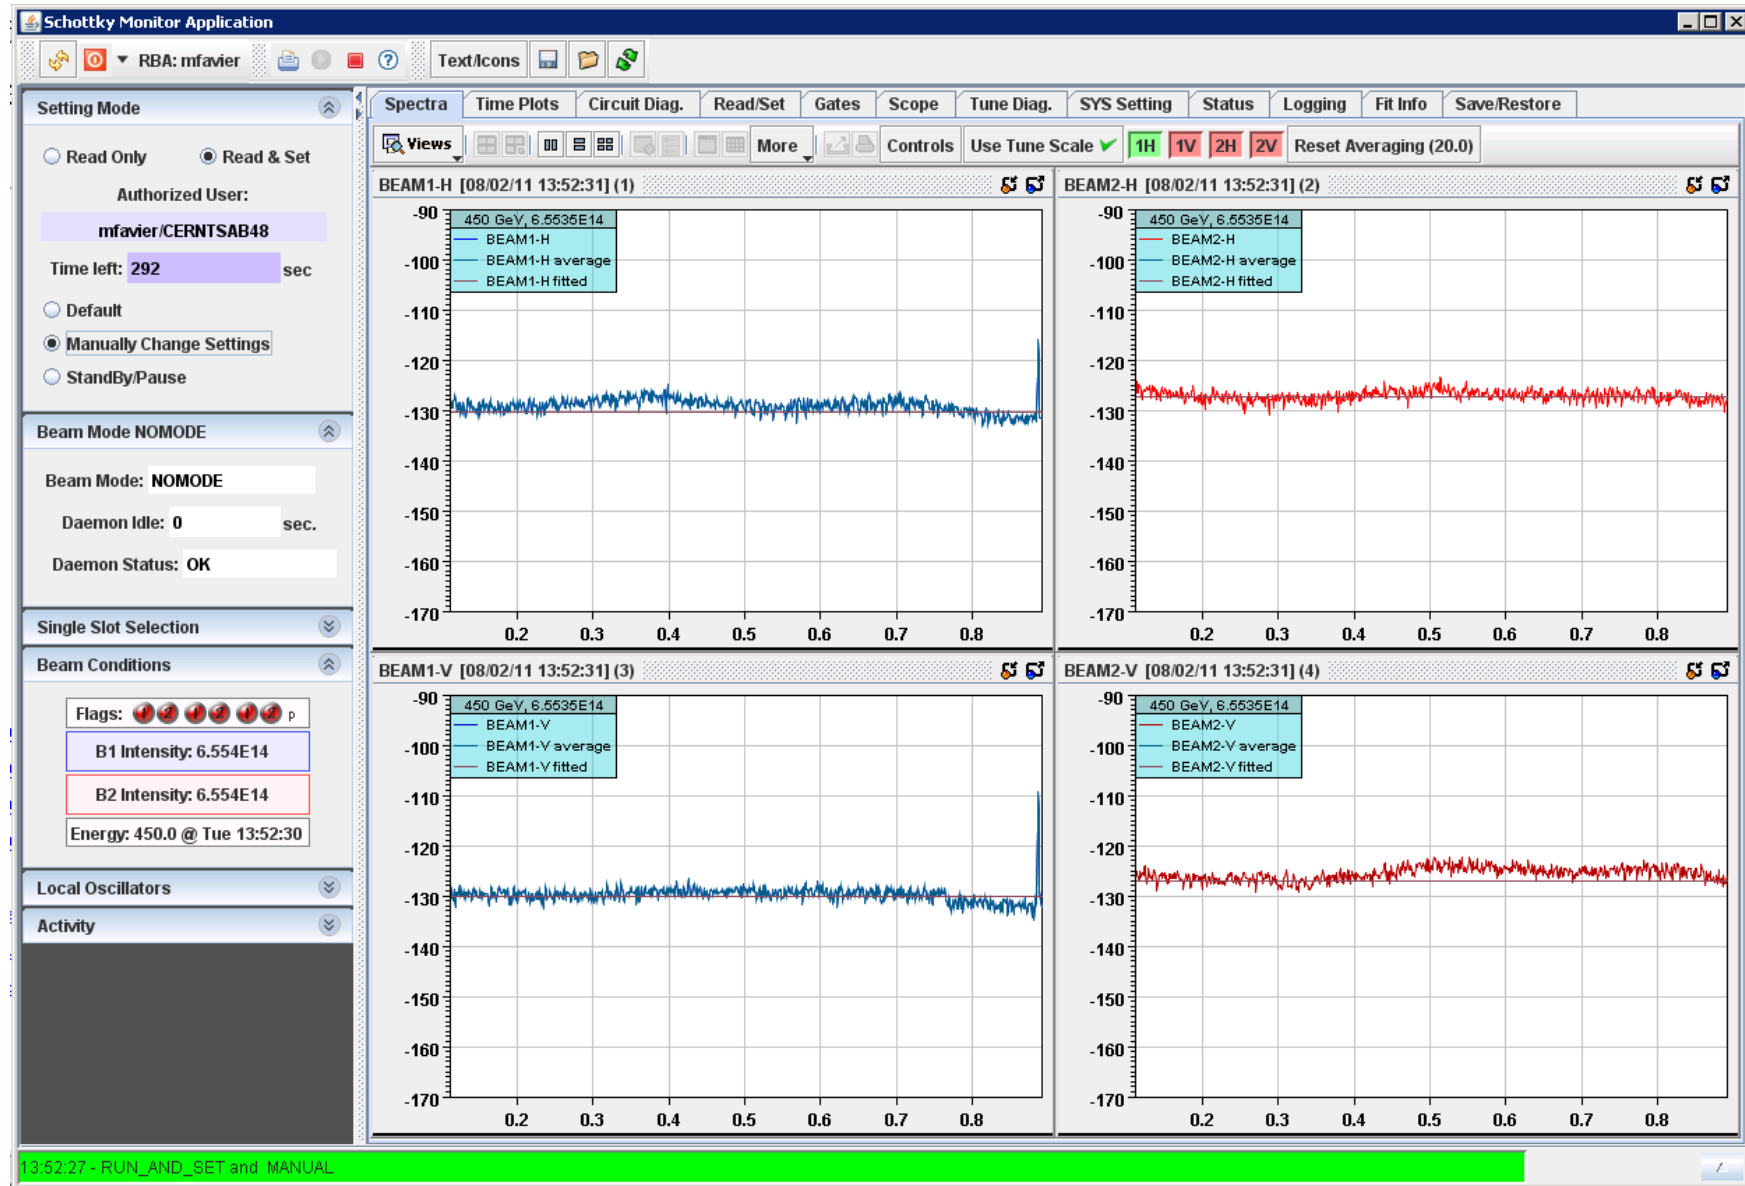 Schottky Monitor Application
RBA: mfavier
Text/Icons
Setting Mode
Read Only
Read & Set
Authorized User:
mfavier/CERNTSAB48
Time left: 292 sec
Default
Manually Change Settings
StandBy/Pause
Beam Mode NOMODE
Beam Mode: NOMODE
Daemon Idle: 0 sec.
Daemon Status: OK
Single Slot Selection
Beam Conditions
Flags: 1 2 1 2 1 2 p
B1 Intensity: 6.554E14
B2 Intensity: 6.554E14
Energy: 450.0 @ Tue 13:52:30
Local Oscillators
Activity
Spectra Time Plots Circuit Diag. Read/Set Gates Scope Tune Diag. SYS Setting Status Logging Fit Info Save/Restore
Views More Controls Use Tune Scale 1H 1V 2H 2V Reset Averaging (20.0)
BEAM1-H [08/02/11 13:52:31] (1)
450 GeV, 6.5535E14
BEAM1-H
BEAM1-H average
BEAM1-H fitted
-90
-100
-110
-120
-130
-140
-150
-160
-170
0.2 0.3 0.4 0.5 0.6 0.7 0.8
BEAM2-H [08/02/11 13:52:31] (2)
450 GeV, 6.5535E14
BEAM2-H
BEAM2-H average
BEAM2-H fitted
-90
-100
-110
-120
-130
-140
-150
-160
-170
0.2 0.3 0.4 0.5 0.6 0.7 0.8
BEAM1-V [08/02/11 13:52:31] (3)
450 GeV, 6.5535E14
BEAM1-V
BEAM1-V average
BEAM1-V fitted
-90
-100
-110
-120
-130
-140
-150
-160
-170
0.2 0.3 0.4 0.5 0.6 0.7 0.8
BEAM2-V [08/02/11 13:52:31] (4)
450 GeV, 6.5535E14
BEAM2-V
BEAM2-V average
BEAM2-V fitted
-90
-100
-110
-120
-130
-140
-150
-160
-170
0.2 0.3 0.4 0.5 0.6 0.7 0.8
13:52:27 - RUN_AND_SET and MANUAL